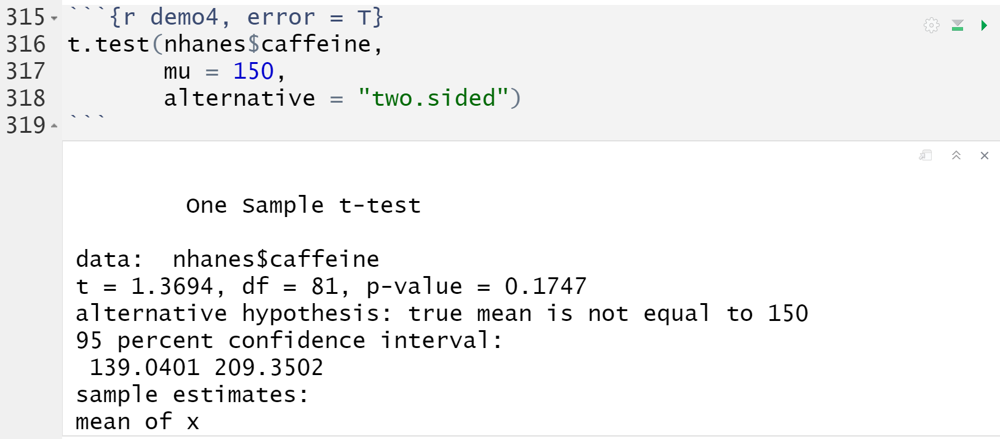 315 ```{r demo4, error = T}
316 t.test(nhanes$caffeine,
317        mu = 150,
318        alternative = "two.sided")
319 ```
One Sample t-test
data:  nhanes$caffeine
t = 1.3694, df = 81, p-value = 0.1747
alternative hypothesis: true mean is not equal to 150
95 percent confidence interval:
 139.0401 209.3502
sample estimates:
mean of x